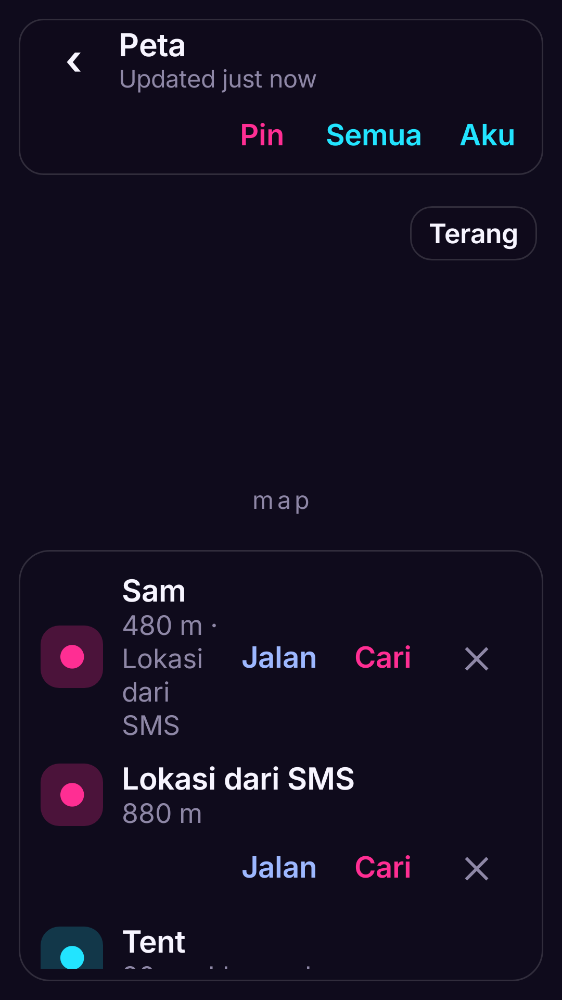 Peta
Updated just now
Pin Semua Aku
Terang
map
Sam
480 m ·
Lokasi
dari
SMS
Jalan Cari
Lokasi dari SMS
880 m
Jalan Cari
Tent